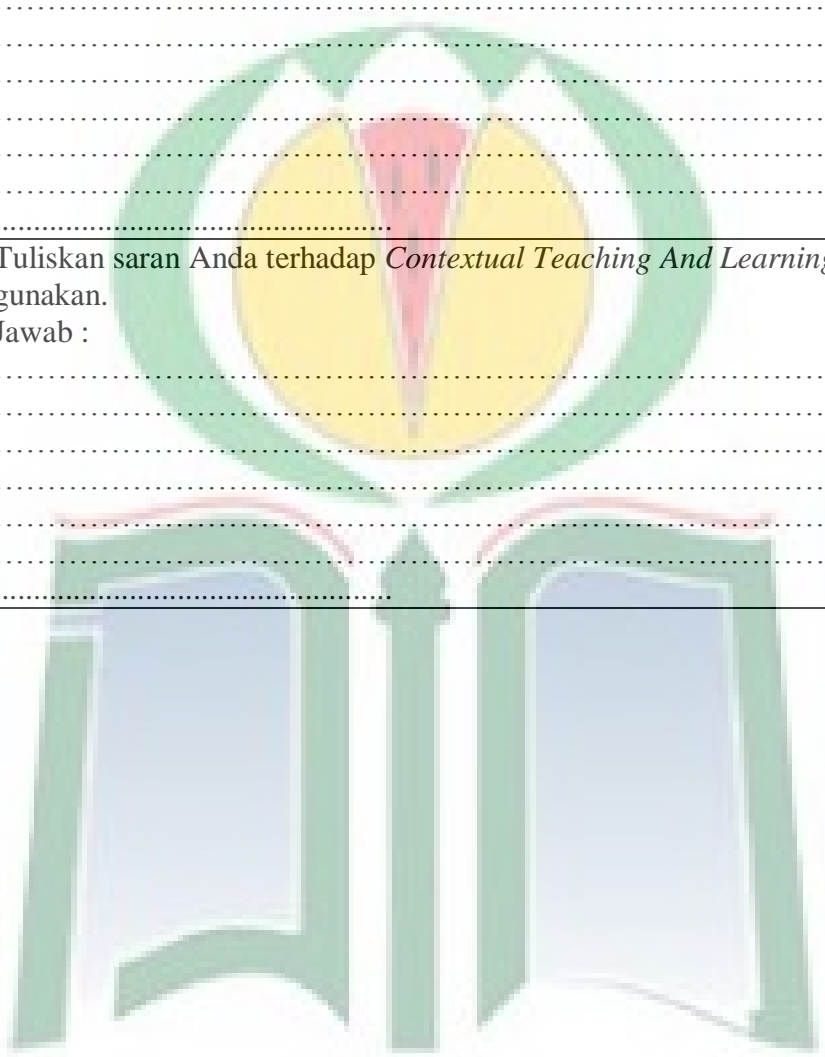 Tuliskan saran Anda terhadap Contextual Teaching And Learning
gunakan.
Jawab :